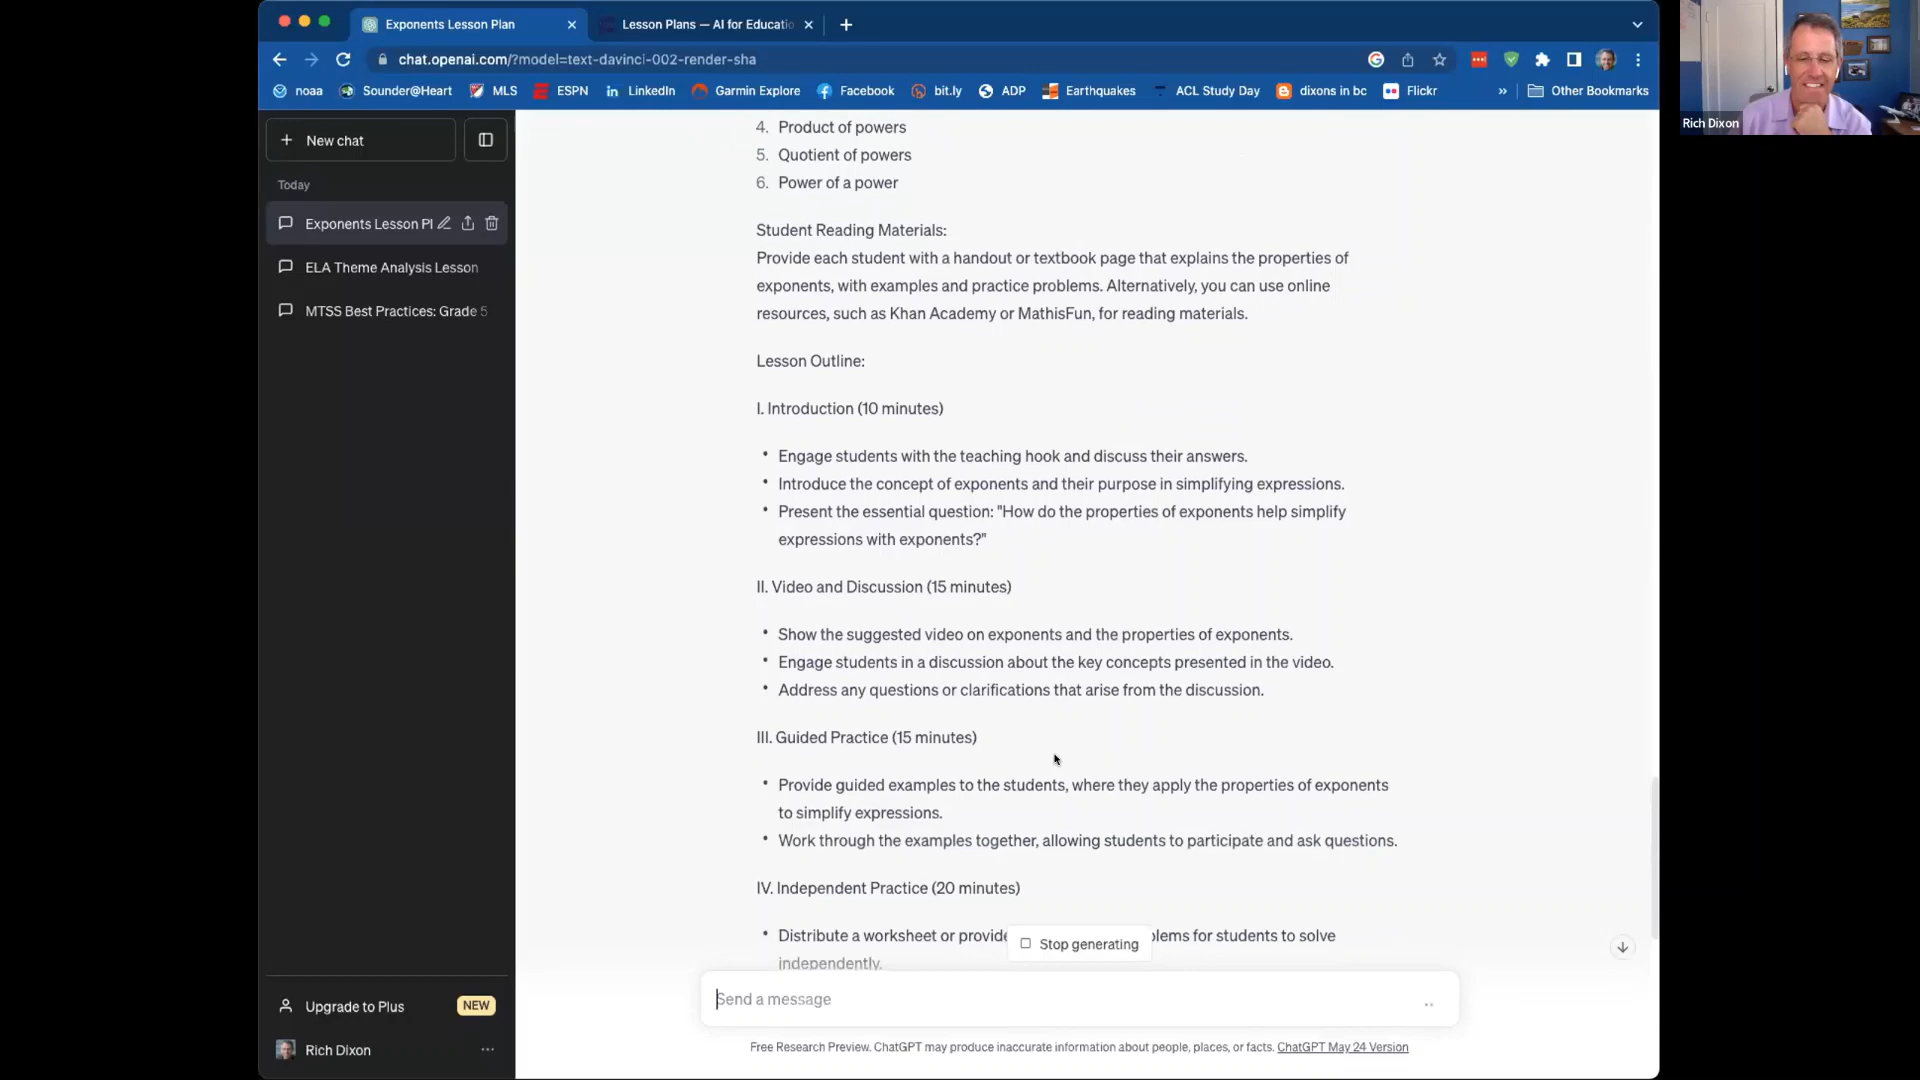 Exponents Lesson Plan
Lesson Plans — AI for Educatio
chat.openai.com/?model=text-davinci-002-render-sha
noaa
Sounder@Heart
MLS
ESPN
LinkedIn
Garmin Explore
Facebook
bit.ly
ADP
Earthquakes
ACL Study Day
dixons in bc
Flickr
»
Other Bookmarks
Rich Dixon
+ New chat
Today
Exponents Lesson Pl
ELA Theme Analysis Lesson
MTSS Best Practices: Grade 5
Upgrade to Plus
NEW
Rich Dixon
4. Product of powers
5. Quotient of powers
6. Power of a power
Student Reading Materials:
Provide each student with a handout or textbook page that explains the properties of
exponents, with examples and practice problems. Alternatively, you can use online
resources, such as Khan Academy or MathisFun, for reading materials.
Lesson Outline:
I. Introduction (10 minutes)
• Engage students with the teaching hook and discuss their answers.
• Introduce the concept of exponents and their purpose in simplifying expressions.
• Present the essential question: "How do the properties of exponents help simplify
expressions with exponents?"
II. Video and Discussion (15 minutes)
• Show the suggested video on exponents and the properties of exponents.
• Engage students in a discussion about the key concepts presented in the video.
• Address any questions or clarifications that arise from the discussion.
III. Guided Practice (15 minutes)
• Provide guided examples to the students, where they apply the properties of exponents
to simplify expressions.
• Work through the examples together, allowing students to participate and ask questions.
IV. Independent Practice (20 minutes)
• Distribute a worksheet or provide blems for students to solve
independently.
Stop generating
Send a message
Free Research Preview. ChatGPT may produce inaccurate information about people, places, or facts. ChatGPT May 24 Version